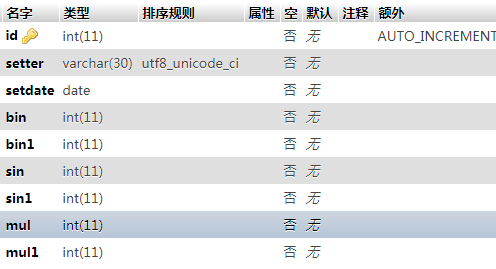 名字 类型 排序规则 属性 空 默认 注释 额外
id int(11) 否 无 AUTO_INCREMENT
setter varchar(30) utf8_unicode_ci 否 无
setdate date 否 无
bin int(11) 否 无
bin1 int(11) 否 无
sin int(11) 否 无
sin1 int(11) 否 无
mul int(11) 否 无
mul1 int(11) 否 无